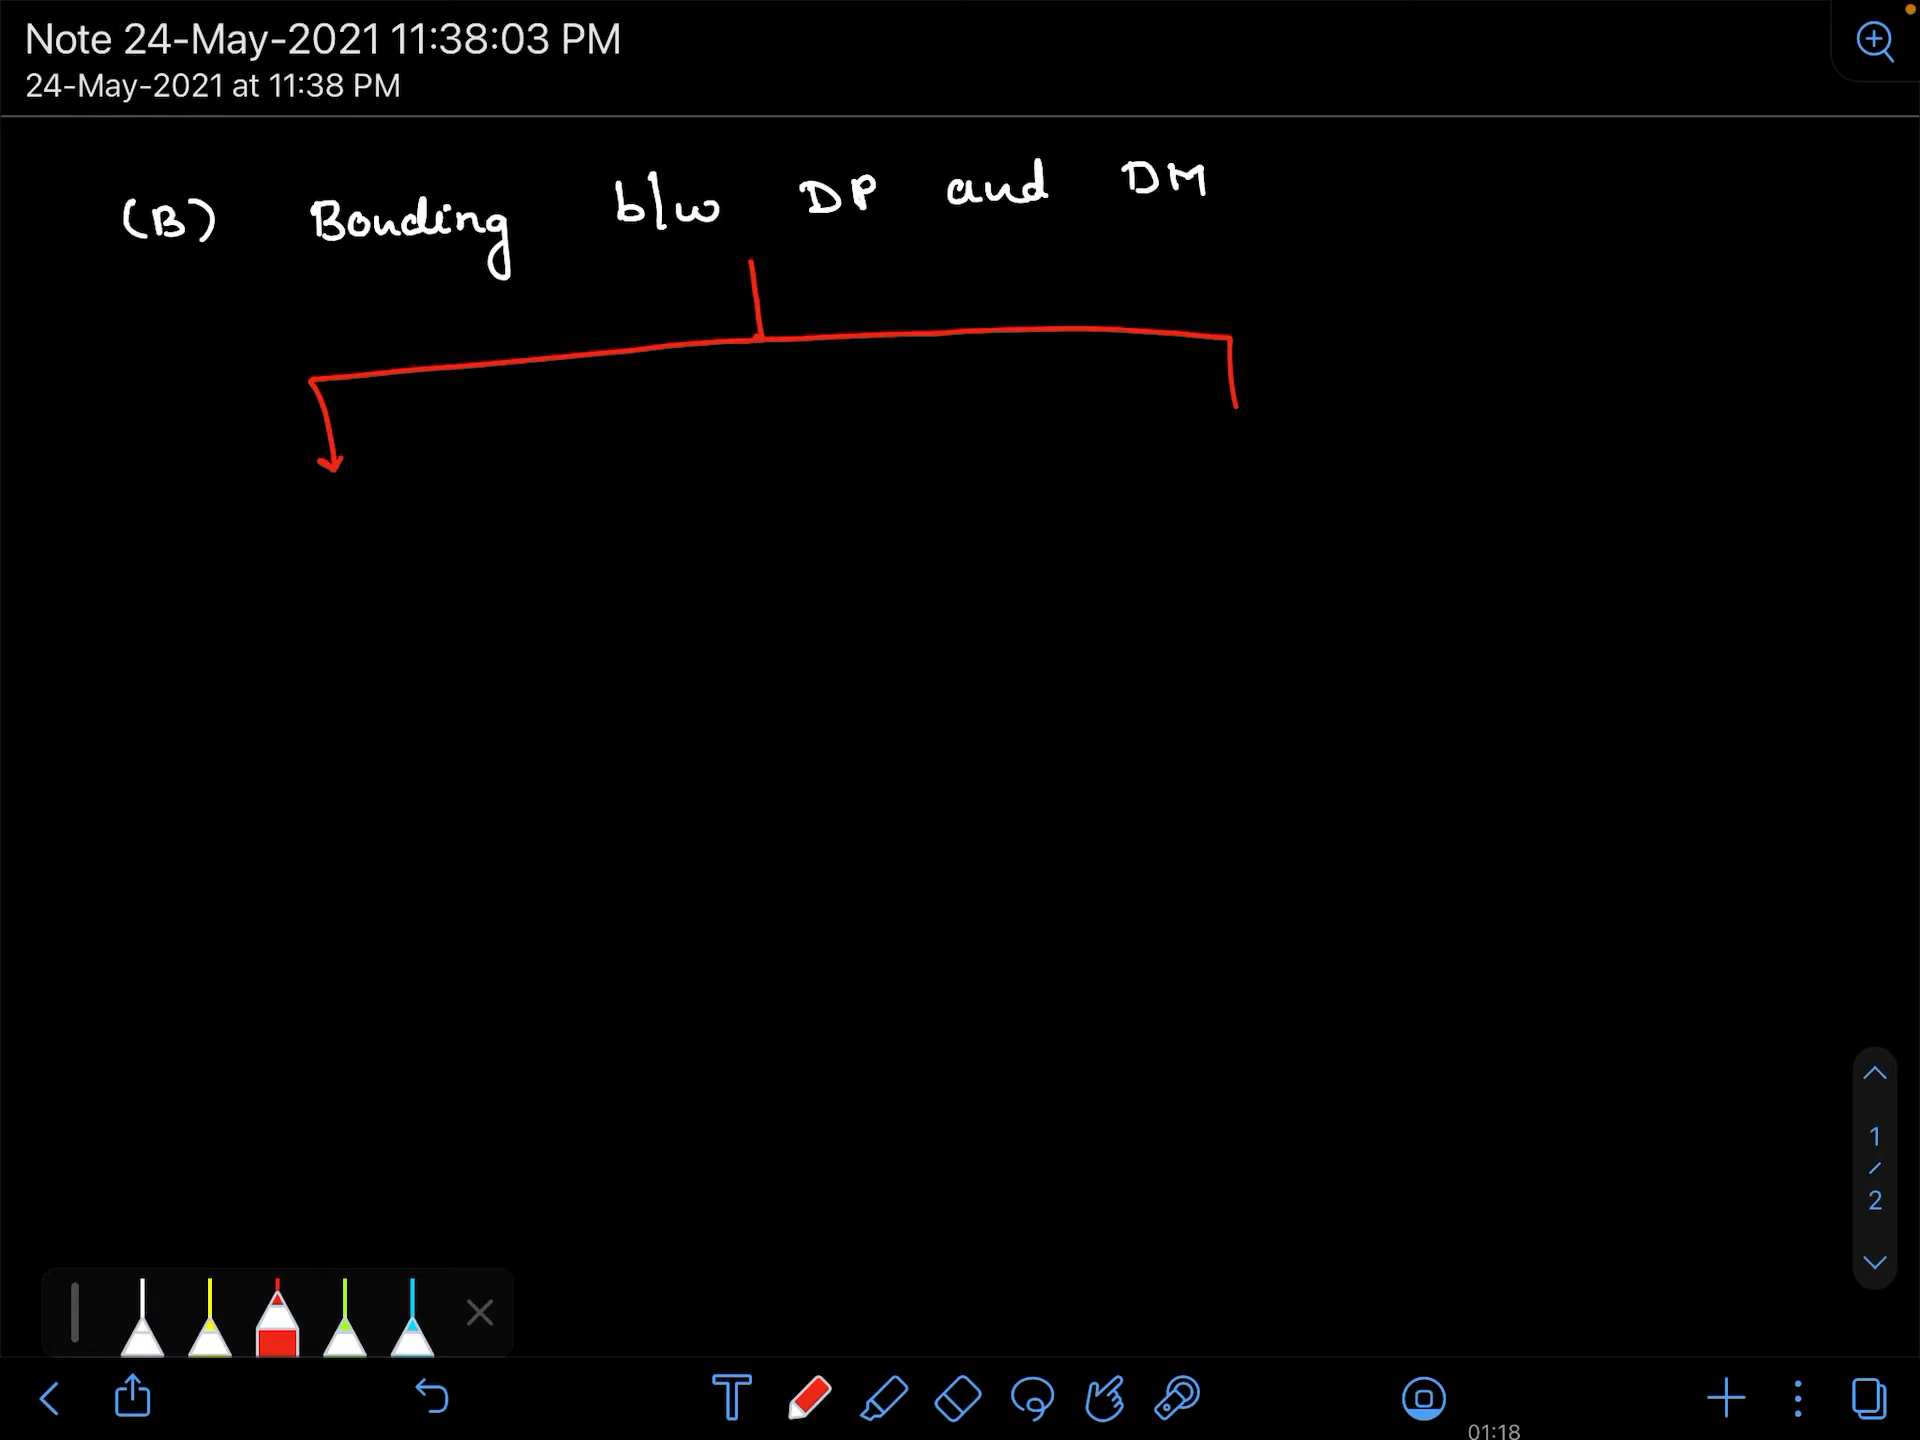 Note 24-May-2021 11:38:03 PM
24-May-2021 at 11:38 PM
(B) Bonding b/w DP and DM
1
/
2
01:18